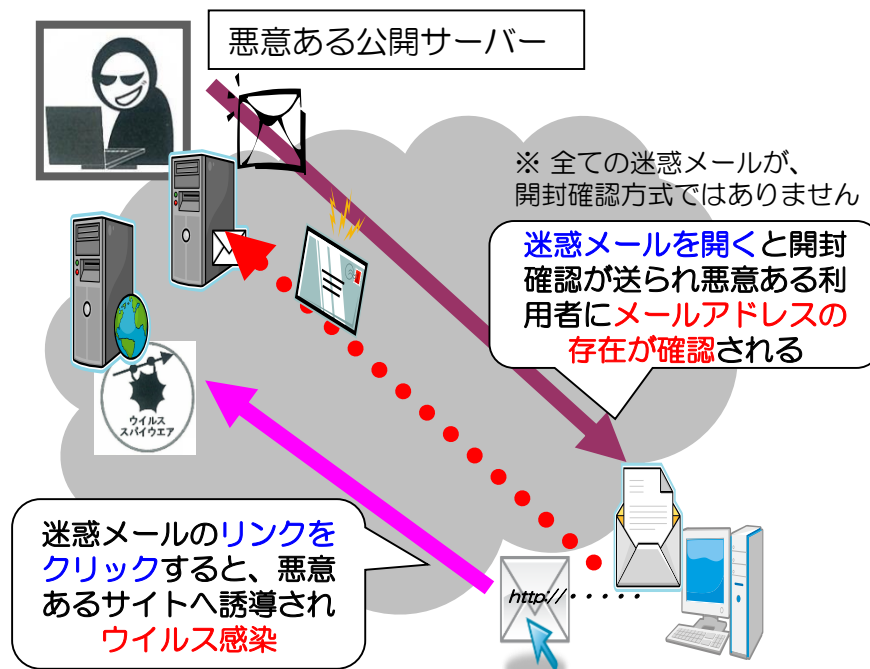 悪意ある公開サーバー
※ 全ての迷惑メールが、
開封確認方式ではありません
迷惑メールを開くと開封
確認が送られ悪意ある利
用者にメールアドレスの
存在が確認される
ウイルス
スパイウエア
迷惑メールのリンクを
クリックすると、悪意
あるサイトへ誘導され
ウイルス感染
http://